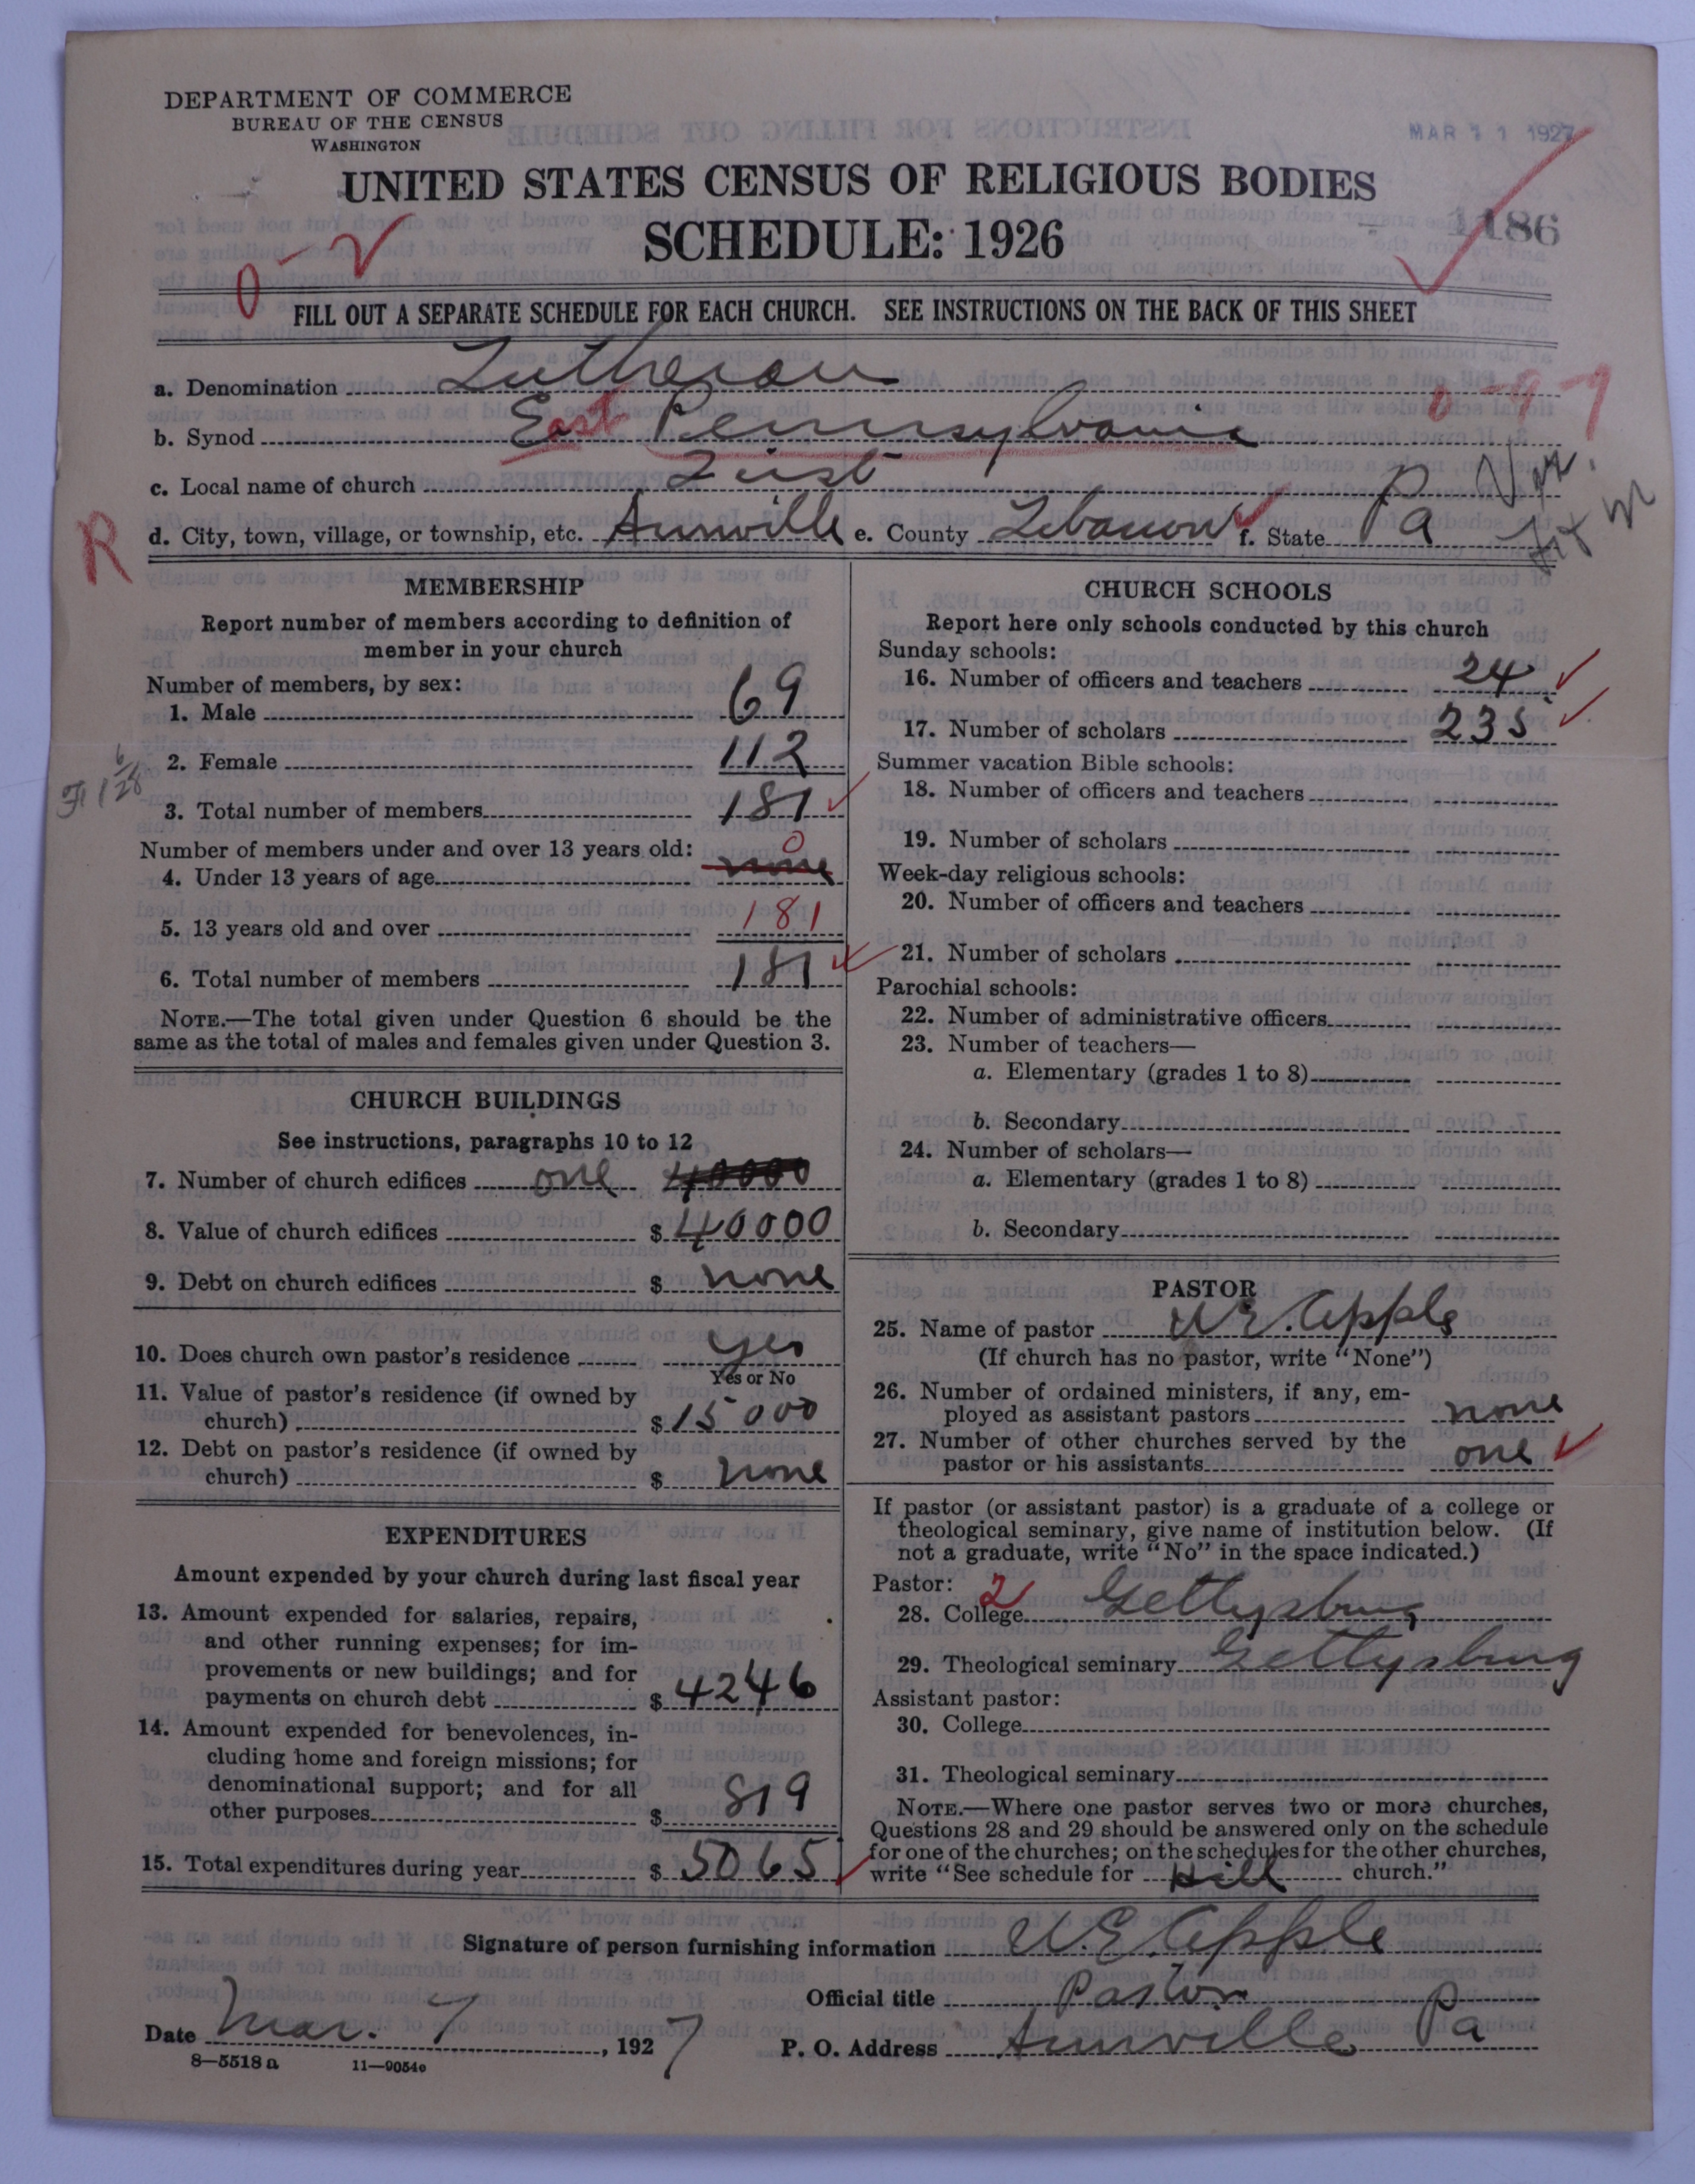 DEPARTMENT OF COMMERCE
BUREAU OF THE CENSUS
WASHINGTON
MAR 11 1927
UNITED STATES CENSUS OF RELIGIOUS BODIES
SCHEDULE: 1926
1186
FILL OUT A SEPARATE SCHEDULE FOR EACH CHURCH. SEE INSTRUCTIONS ON THE BACK OF THIS SHEET
a. Denomination Lutheran
b. Synod East Pennsylvania
0-9-7
c. Local name of church First
d. City, town, village, or township, etc. Annville e. County Lebanon f. State Pa
R
MEMBERSHIP
Report number of members according to definition of
member in your church
Number of members, by sex:
1. Male 69
2. Female 112
3. Total number of members 181
Number of members under and over 13 years old: 0
4. Under 13 years of age none
5. 13 years old and over 181
6. Total number of members 181
NOTE.—The total given under Question 6 should be the
same as the total of males and females given under Question 3.
CHURCH BUILDINGS
See instructions, paragraphs 10 to 12
7. Number of church edifices one 40000
8. Value of church edifices $ 40000
9. Debt on church edifices $ none
10. Does church own pastor's residence yes
Yes or No
11. Value of pastor's residence (if owned by
church) $ 15000
12. Debt on pastor's residence (if owned by
church) $ none
EXPENDITURES
Amount expended by your church during last fiscal year
13. Amount expended for salaries, repairs,
and other running expenses; for im-
provements or new buildings; and for
payments on church debt $ 4246
14. Amount expended for benevolences, in-
cluding home and foreign missions; for
denominational support; and for all
other purposes $ 819
15. Total expenditures during year $ 5065
CHURCH SCHOOLS
Report here only schools conducted by this church
Sunday schools:
16. Number of officers and teachers 24
17. Number of scholars 235
Summer vacation Bible schools:
18. Number of officers and teachers
19. Number of scholars
Week-day religious schools:
20. Number of officers and teachers
21. Number of scholars
Parochial schools:
22. Number of administrative officers
23. Number of teachers—
a. Elementary (grades 1 to 8)
b. Secondary
24. Number of scholars—
a. Elementary (grades 1 to 8)
b. Secondary
PASTOR
25. Name of pastor W.E. Apple
(If church has no pastor, write "None")
26. Number of ordained ministers, if any, em-
ployed as assistant pastors none
27. Number of other churches served by the
pastor or his assistants one
If pastor (or assistant pastor) is a graduate of a college or
theological seminary, give name of institution below. (If
not a graduate, write "No" in the space indicated.)
Pastor: 2
28. College Gettysburg
29. Theological seminary Gettysburg
Assistant pastor:
30. College
31. Theological seminary
NOTE.—Where one pastor serves two or more churches,
Questions 28 and 29 should be answered only on the schedule
for one of the churches; on the schedules for the other churches,
write "See schedule for Hill church."
Signature of person furnishing information W.E. Apple
Official title Pastor
Date Mar. 7, 1927 P. O. Address Annville Pa
8—5518a 11—9054c